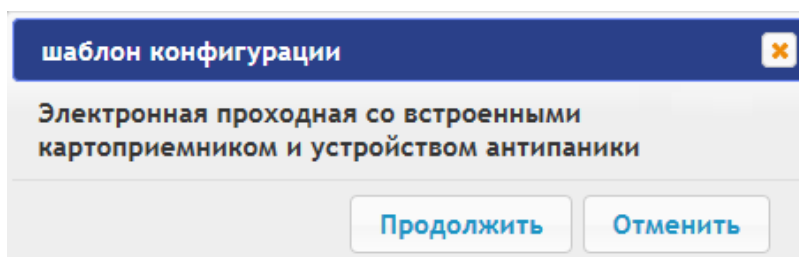 шаблон конфигурации
Электронная проходная со встроенными
картоприемником и устройством антипаники
Продолжить Отменить